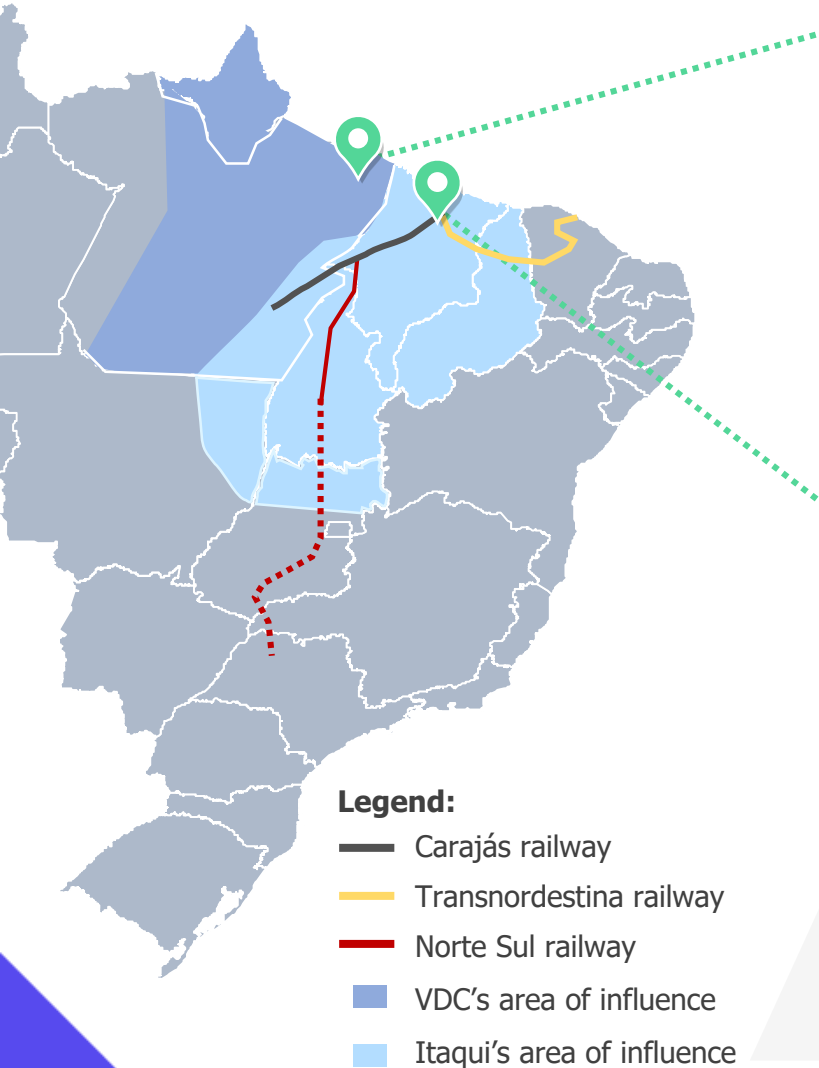 Legend:
Carajás railway
Transnordestina railway
Norte Sul railway
VDC's area of influence
Itaqui's area of influence